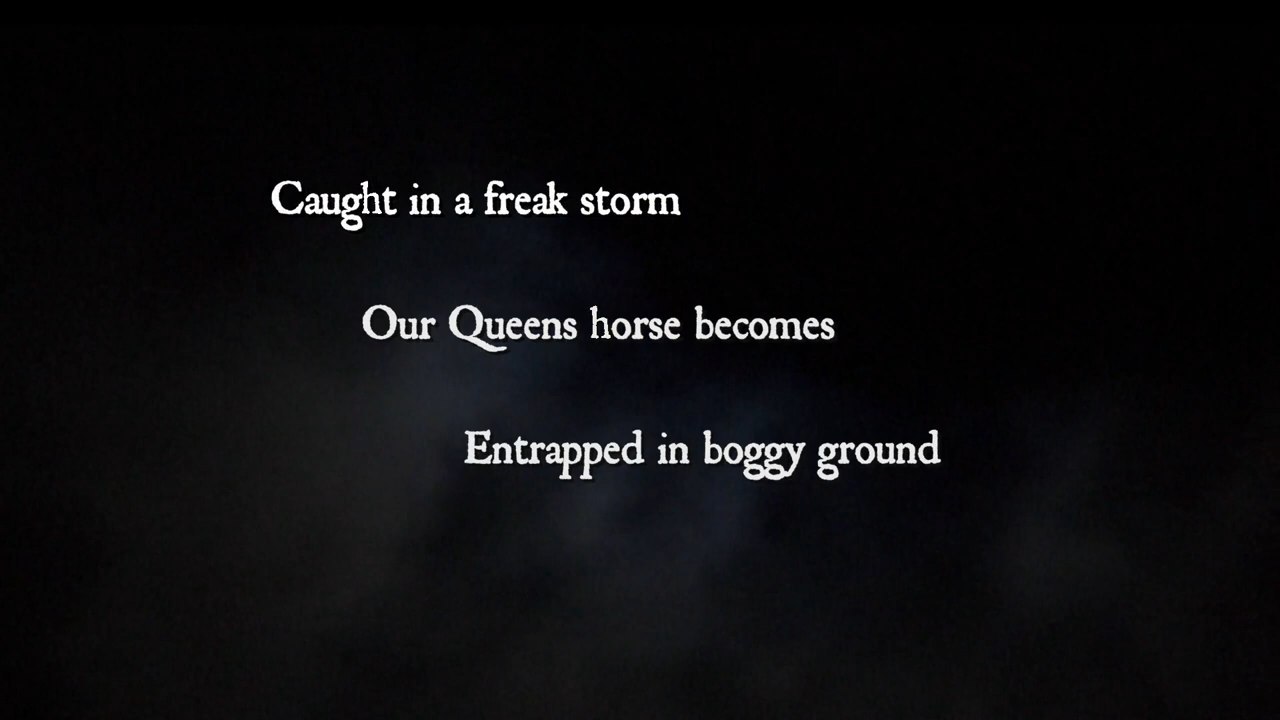 Caught in a freak storm
Our Queens horse becomes
Entrapped in boggy ground